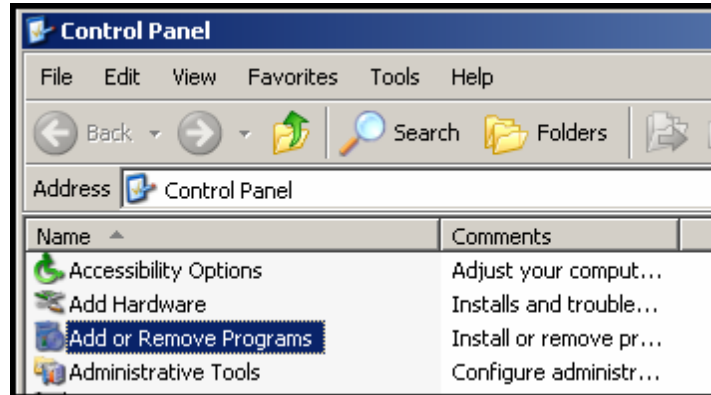 Control Panel
File Edit View Favorites Tools Help
Back Search Folders
Address Control Panel
Name Comments
Accessibility Options Adjust your comput...
Add Hardware Installs and trouble...
Add or Remove Programs Install or remove pr...
Administrative Tools Configure administr...